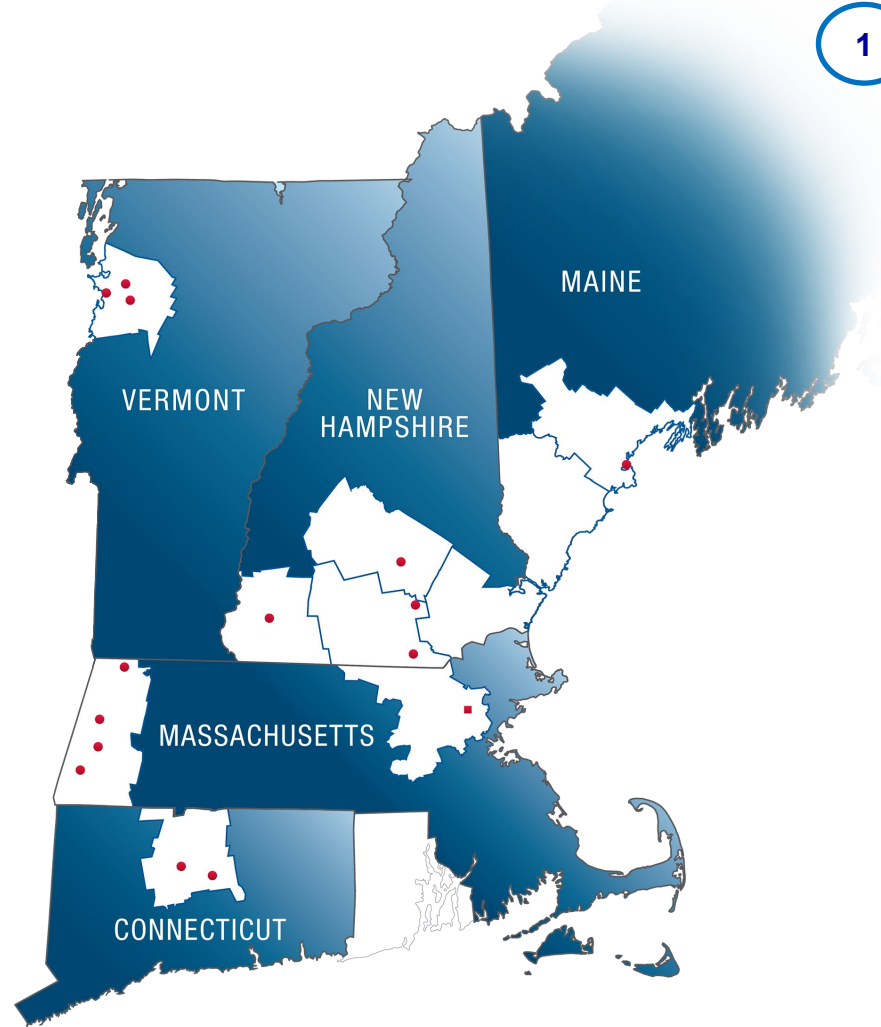 1
MAINE
VERMONT
NEW
HAMPSHIRE
MASSACHUSETTS
CONNECTICUT